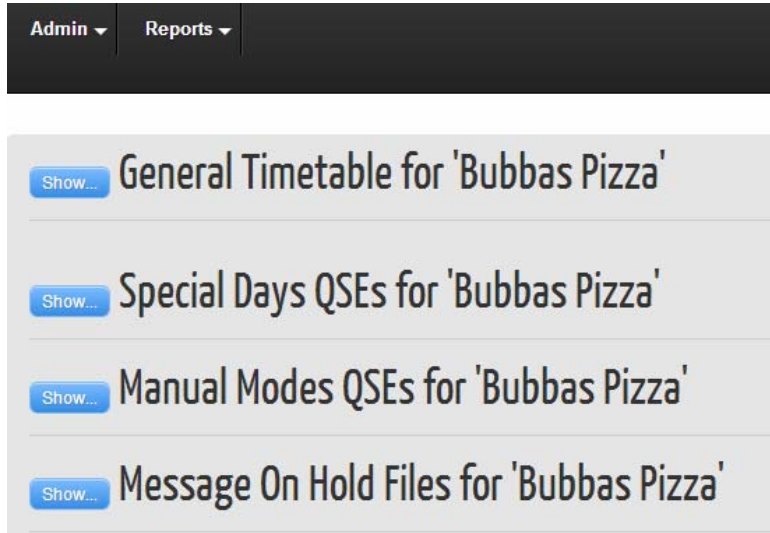 Admin Reports
Show... General Timetable for 'Bubbas Pizza'
Show... Special Days QSEs for 'Bubbas Pizza'
Show... Manual Modes QSEs for 'Bubbas Pizza'
Show... Message On Hold Files for 'Bubbas Pizza'